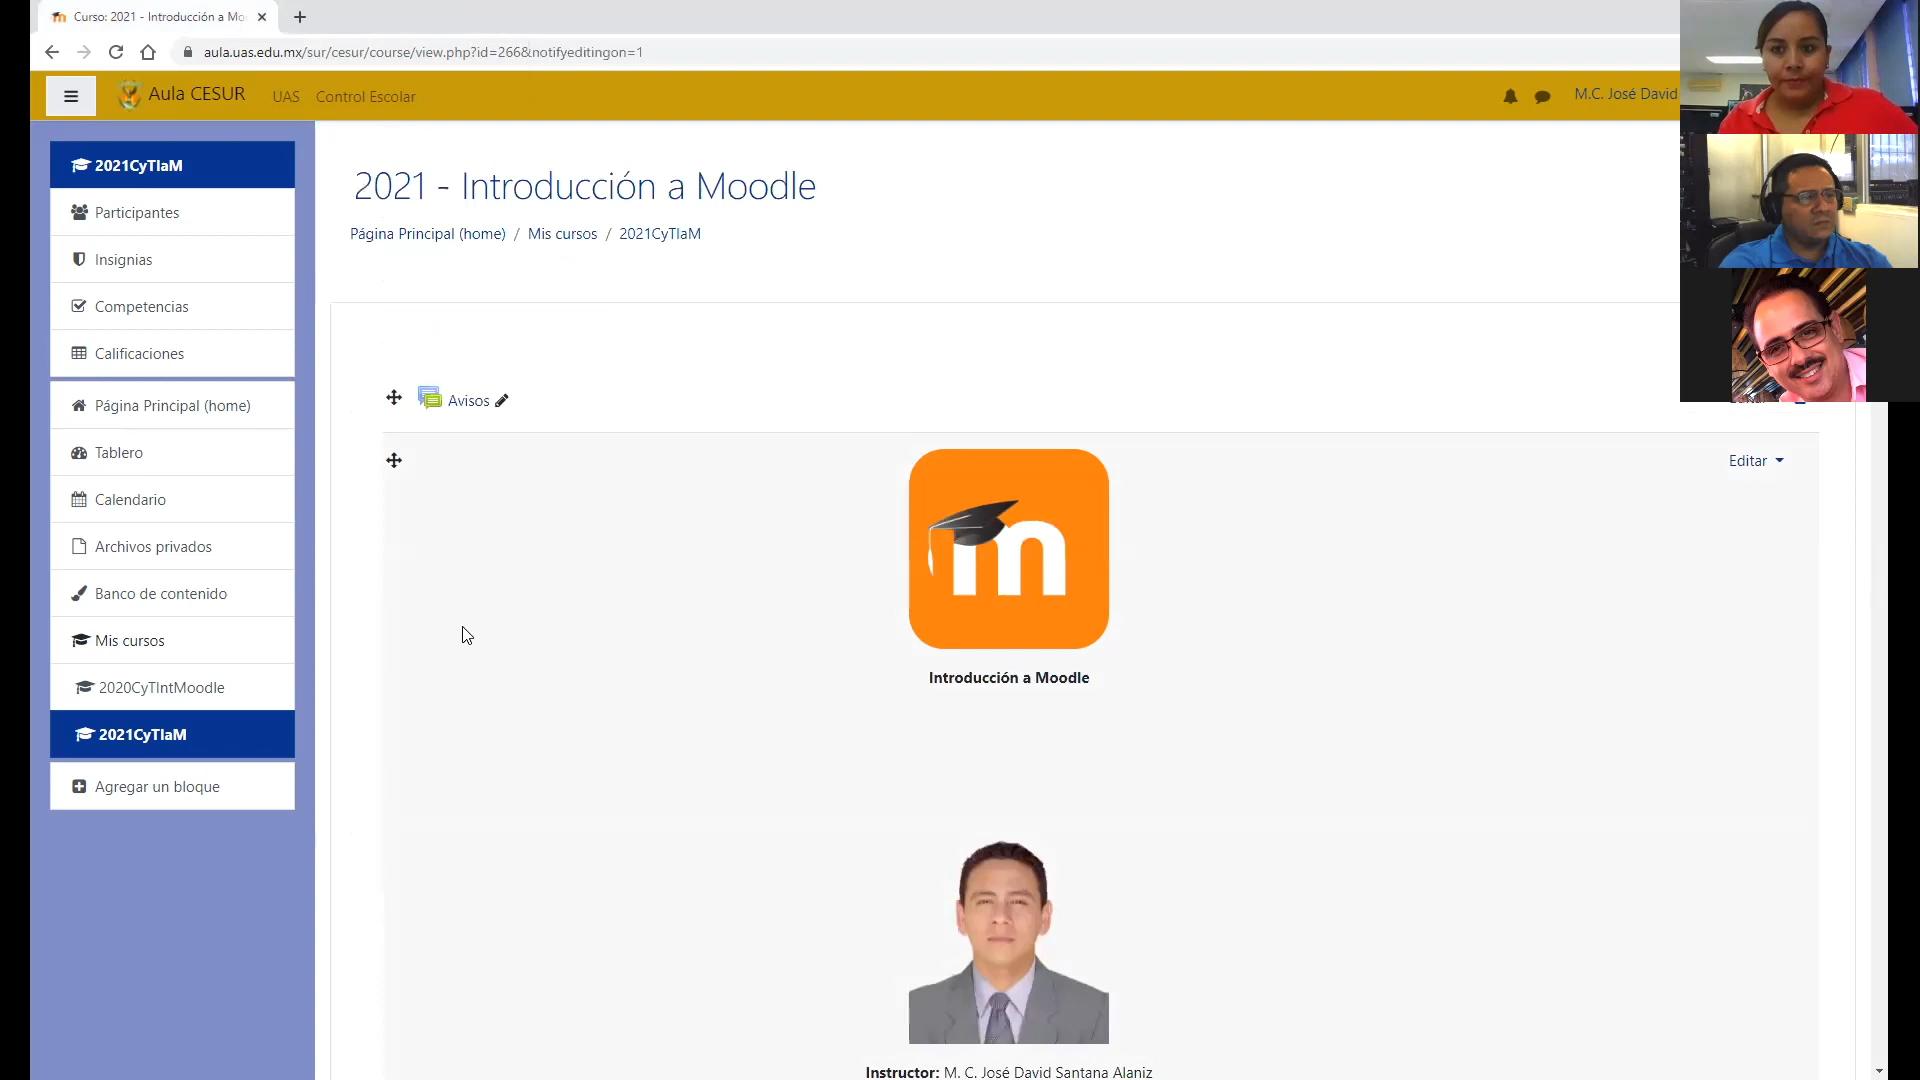 Curso: 2021 - Introducción a Mo
aula.uas.edu.mx/sur/cesur/course/view.php?id=266&notifyeditingon=1
Aula CESUR UAS Control Escolar M.C. José David
2021CyTIaM
Participantes
Insignias
Competencias
Calificaciones
Página Principal (home)
Tablero
Calendario
Archivos privados
Banco de contenido
Mis cursos
2020CyTIntMoodle
2021CyTIaM
Agregar un bloque
2021 - Introducción a Moodle
Página Principal (home) / Mis cursos / 2021CyTIaM
Avisos
Editar
m
Introducción a Moodle
Instructor: M. C. José David Santana Alaniz